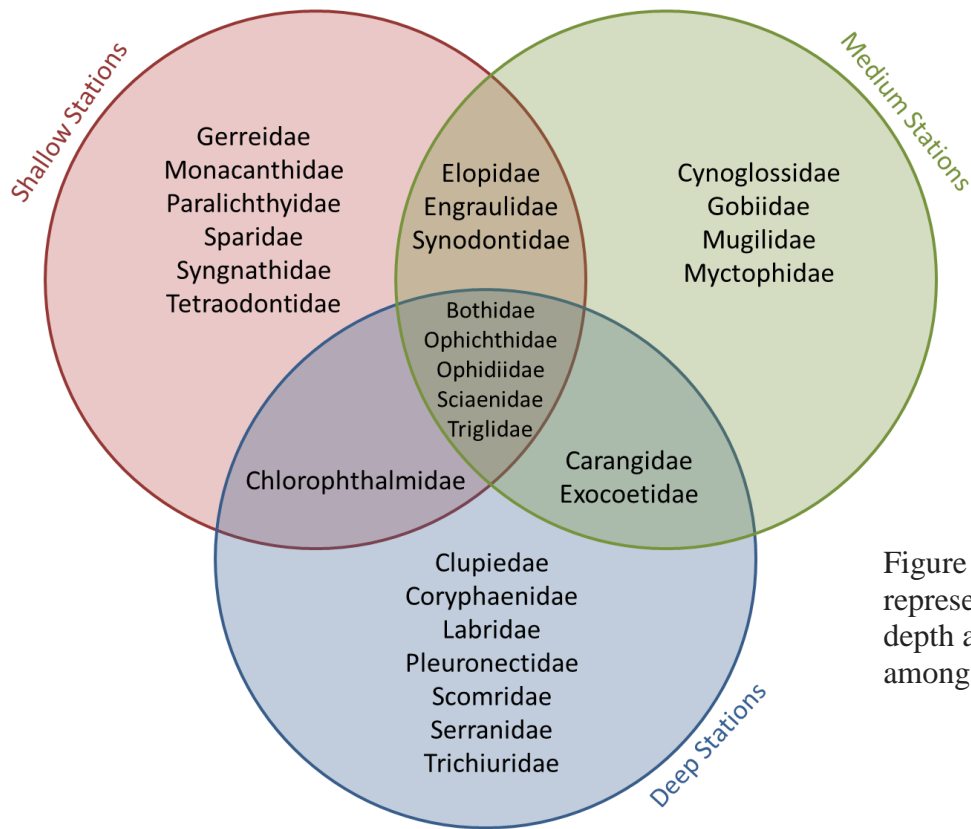 Shallow Stations
Medium Stations
Gerreidae
Monacanthidae
Paralichthyidae
Sparidae
Syngnathidae
Tetraodontidae
Elopidae
Engraulidae
Synodontidae
Cynoglossidae
Gobiidae
Mugilidae
Myctophidae
Bothidae
Ophichthidae
Ophidiidae
Sciaenidae
Triglidae
Chlorophthalmidae
Carangidae
Exocoetidae
Clupiedae
Coryphaenidae
Labridae
Pleuronectidae
Scomridae
Serranidae
Trichiuridae
Deep Stations
Figure
represe
depth a
among